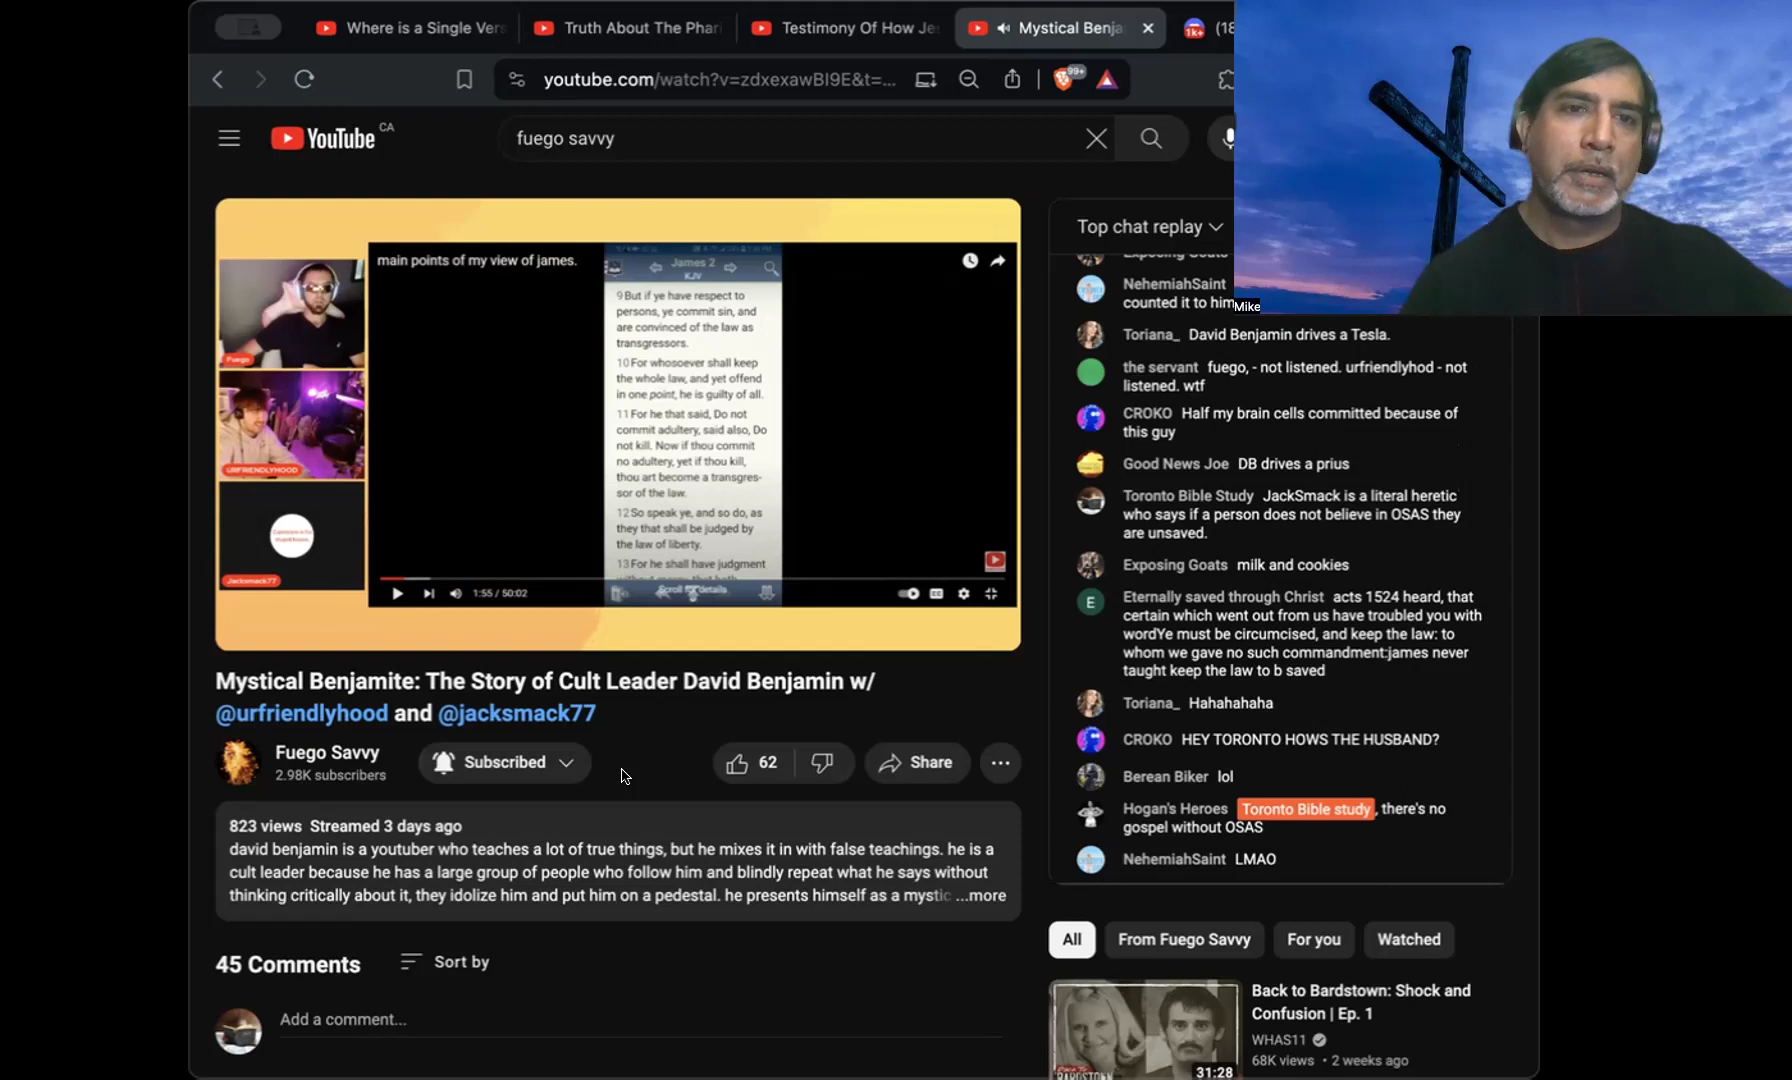 Where is a Single Vers
Truth About The Phari
Testimony Of How Je
Mystical Benja
1k+
(18
youtube.com/watch?v=zdxexawBI9E&t=...
99+
YouTube
CA
fuego savvy
Mike
main points of my view of james.
James 2
KJV
9 But if ye have respect to
persons, ye commit sin, and
are convinced of the law as
transgressors.
10 For whosoever shall keep
the whole law, and yet offend
in one point, he is guilty of all.
11 For he that said, Do not
commit adultery, said also, Do
not kill. Now if thou commit
no adultery, yet if thou kill,
thou art become a transgres-
sor of the law.
12 So speak ye, and so do, as
they that shall be judged by
the law of liberty.
13 For he shall have judgment
Scroll for details
1:55 / 50:02
CC
Fuego
URFRIENDLYHOOD
Jacksmack77
Mystical Benjamite: The Story of Cult Leader David Benjamin w/
@urfriendlyhood and @jacksmack77
Fuego Savvy
2.98K subscribers
Subscribed
62
Share
823 views Streamed 3 days ago
david benjamin is a youtuber who teaches a lot of true things, but he mixes it in with false teachings. he is a
cult leader because he has a large group of people who follow him and blindly repeat what he says without
thinking critically about it, they idolize him and put him on a pedestal. he presents himself as a mystic ...more
45 Comments
Sort by
Add a comment...
Top chat replay
Exposing Goats
NehemiahSaint
counted it to him
Toriana_ David Benjamin drives a Tesla.
the servant fuego, - not listened. urfriendlyhod - not
listened. wtf
CROKO Half my brain cells committed because of
this guy
Good News Joe DB drives a prius
Toronto Bible Study JackSmack is a literal heretic
who says if a person does not believe in OSAS they
are unsaved.
Exposing Goats milk and cookies
E
Eternally saved through Christ acts 1524 heard, that
certain which went out from us have troubled you with
wordYe must be circumcised, and keep the law: to
whom we gave no such commandment:james never
taught keep the law to b saved
Toriana_ Hahahahaha
CROKO HEY TORONTO HOWS THE HUSBAND?
Berean Biker lol
Hogan's Heroes Toronto Bible study, there's no
gospel without OSAS
NehemiahSaint LMAO
All
From Fuego Savvy
For you
Watched
Back to Bardstown: Shock and
Confusion | Ep. 1
WHAS11
68K views • 2 weeks ago
BARDSTOWN
31:28